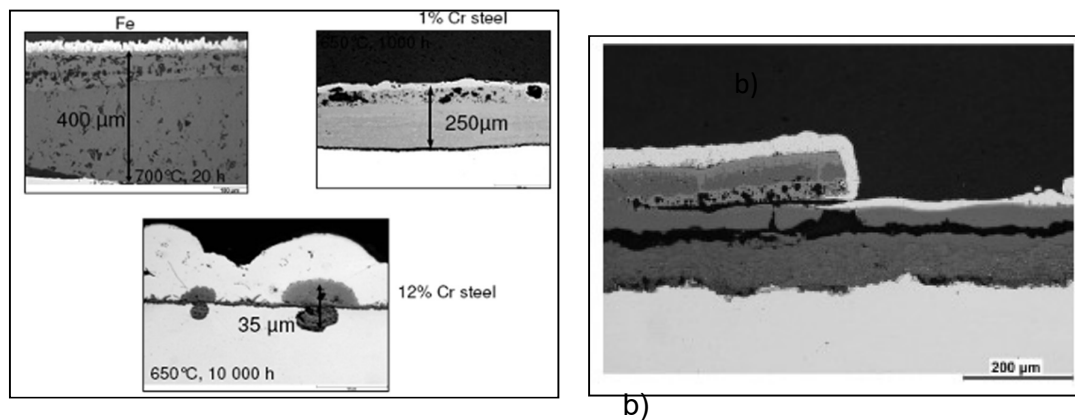 Fe
400 µm
700°C, 20 h
1% Cr steel
650°C, 1000 h
250µm
12% Cr steel
35 µm
650°C, 10 000 h
b)
200 µm
b)